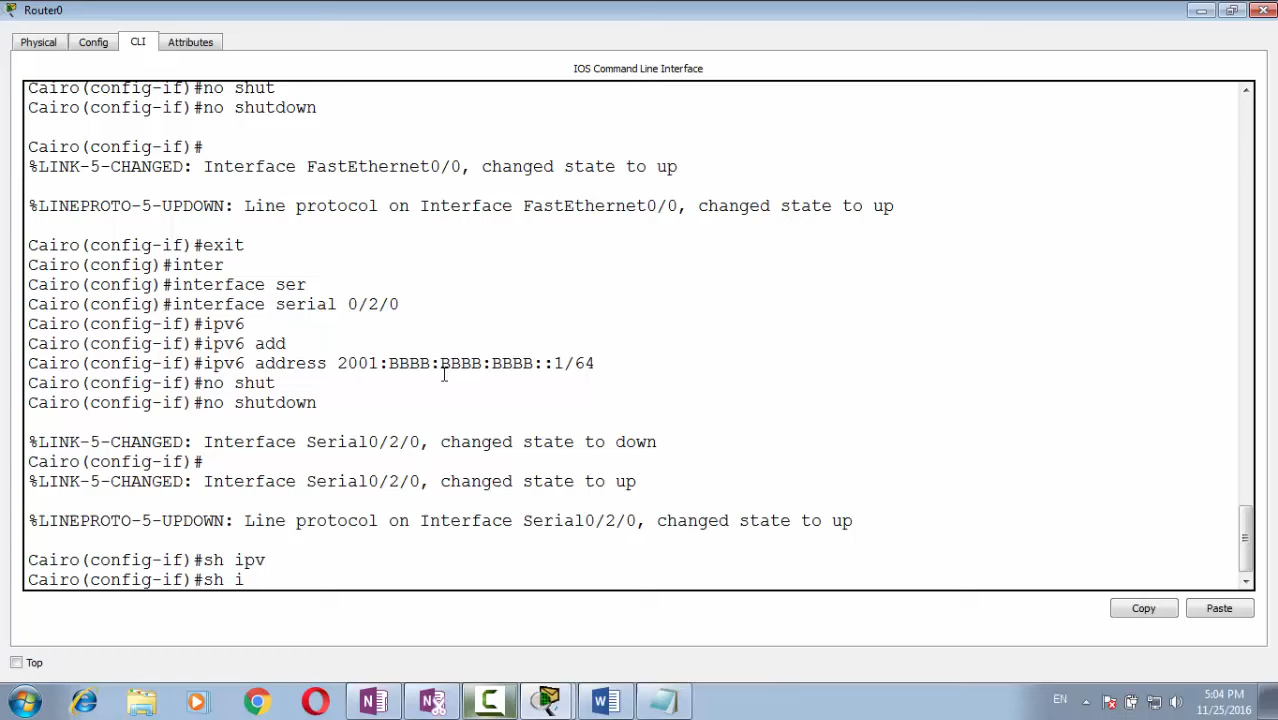 Router0
Physical Config CLI Attributes
IOS Command Line Interface
Cairo(config-if)#no shut
Cairo(config-if)#no shutdown
Cairo(config-if)#
%LINK-5-CHANGED: Interface FastEthernet0/0, changed state to up
%LINEPROTO-5-UPDOWN: Line protocol on Interface FastEthernet0/0, changed state to up
Cairo(config-if)#exit
Cairo(config)#inter
Cairo(config)#interface ser
Cairo(config)#interface serial 0/2/0
Cairo(config-if)#ipv6
Cairo(config-if)#ipv6 add
Cairo(config-if)#ipv6 address 2001:BBBB:BBBB:BBBB::1/64
Cairo(config-if)#no shut
Cairo(config-if)#no shutdown
%LINK-5-CHANGED: Interface Serial0/2/0, changed state to down
Cairo(config-if)#
%LINK-5-CHANGED: Interface Serial0/2/0, changed state to up
%LINEPROTO-5-UPDOWN: Line protocol on Interface Serial0/2/0, changed state to up
Cairo(config-if)#sh ipv
Cairo(config-if)#sh i
Copy Paste
Top
EN 5:04 PM
11/25/2016